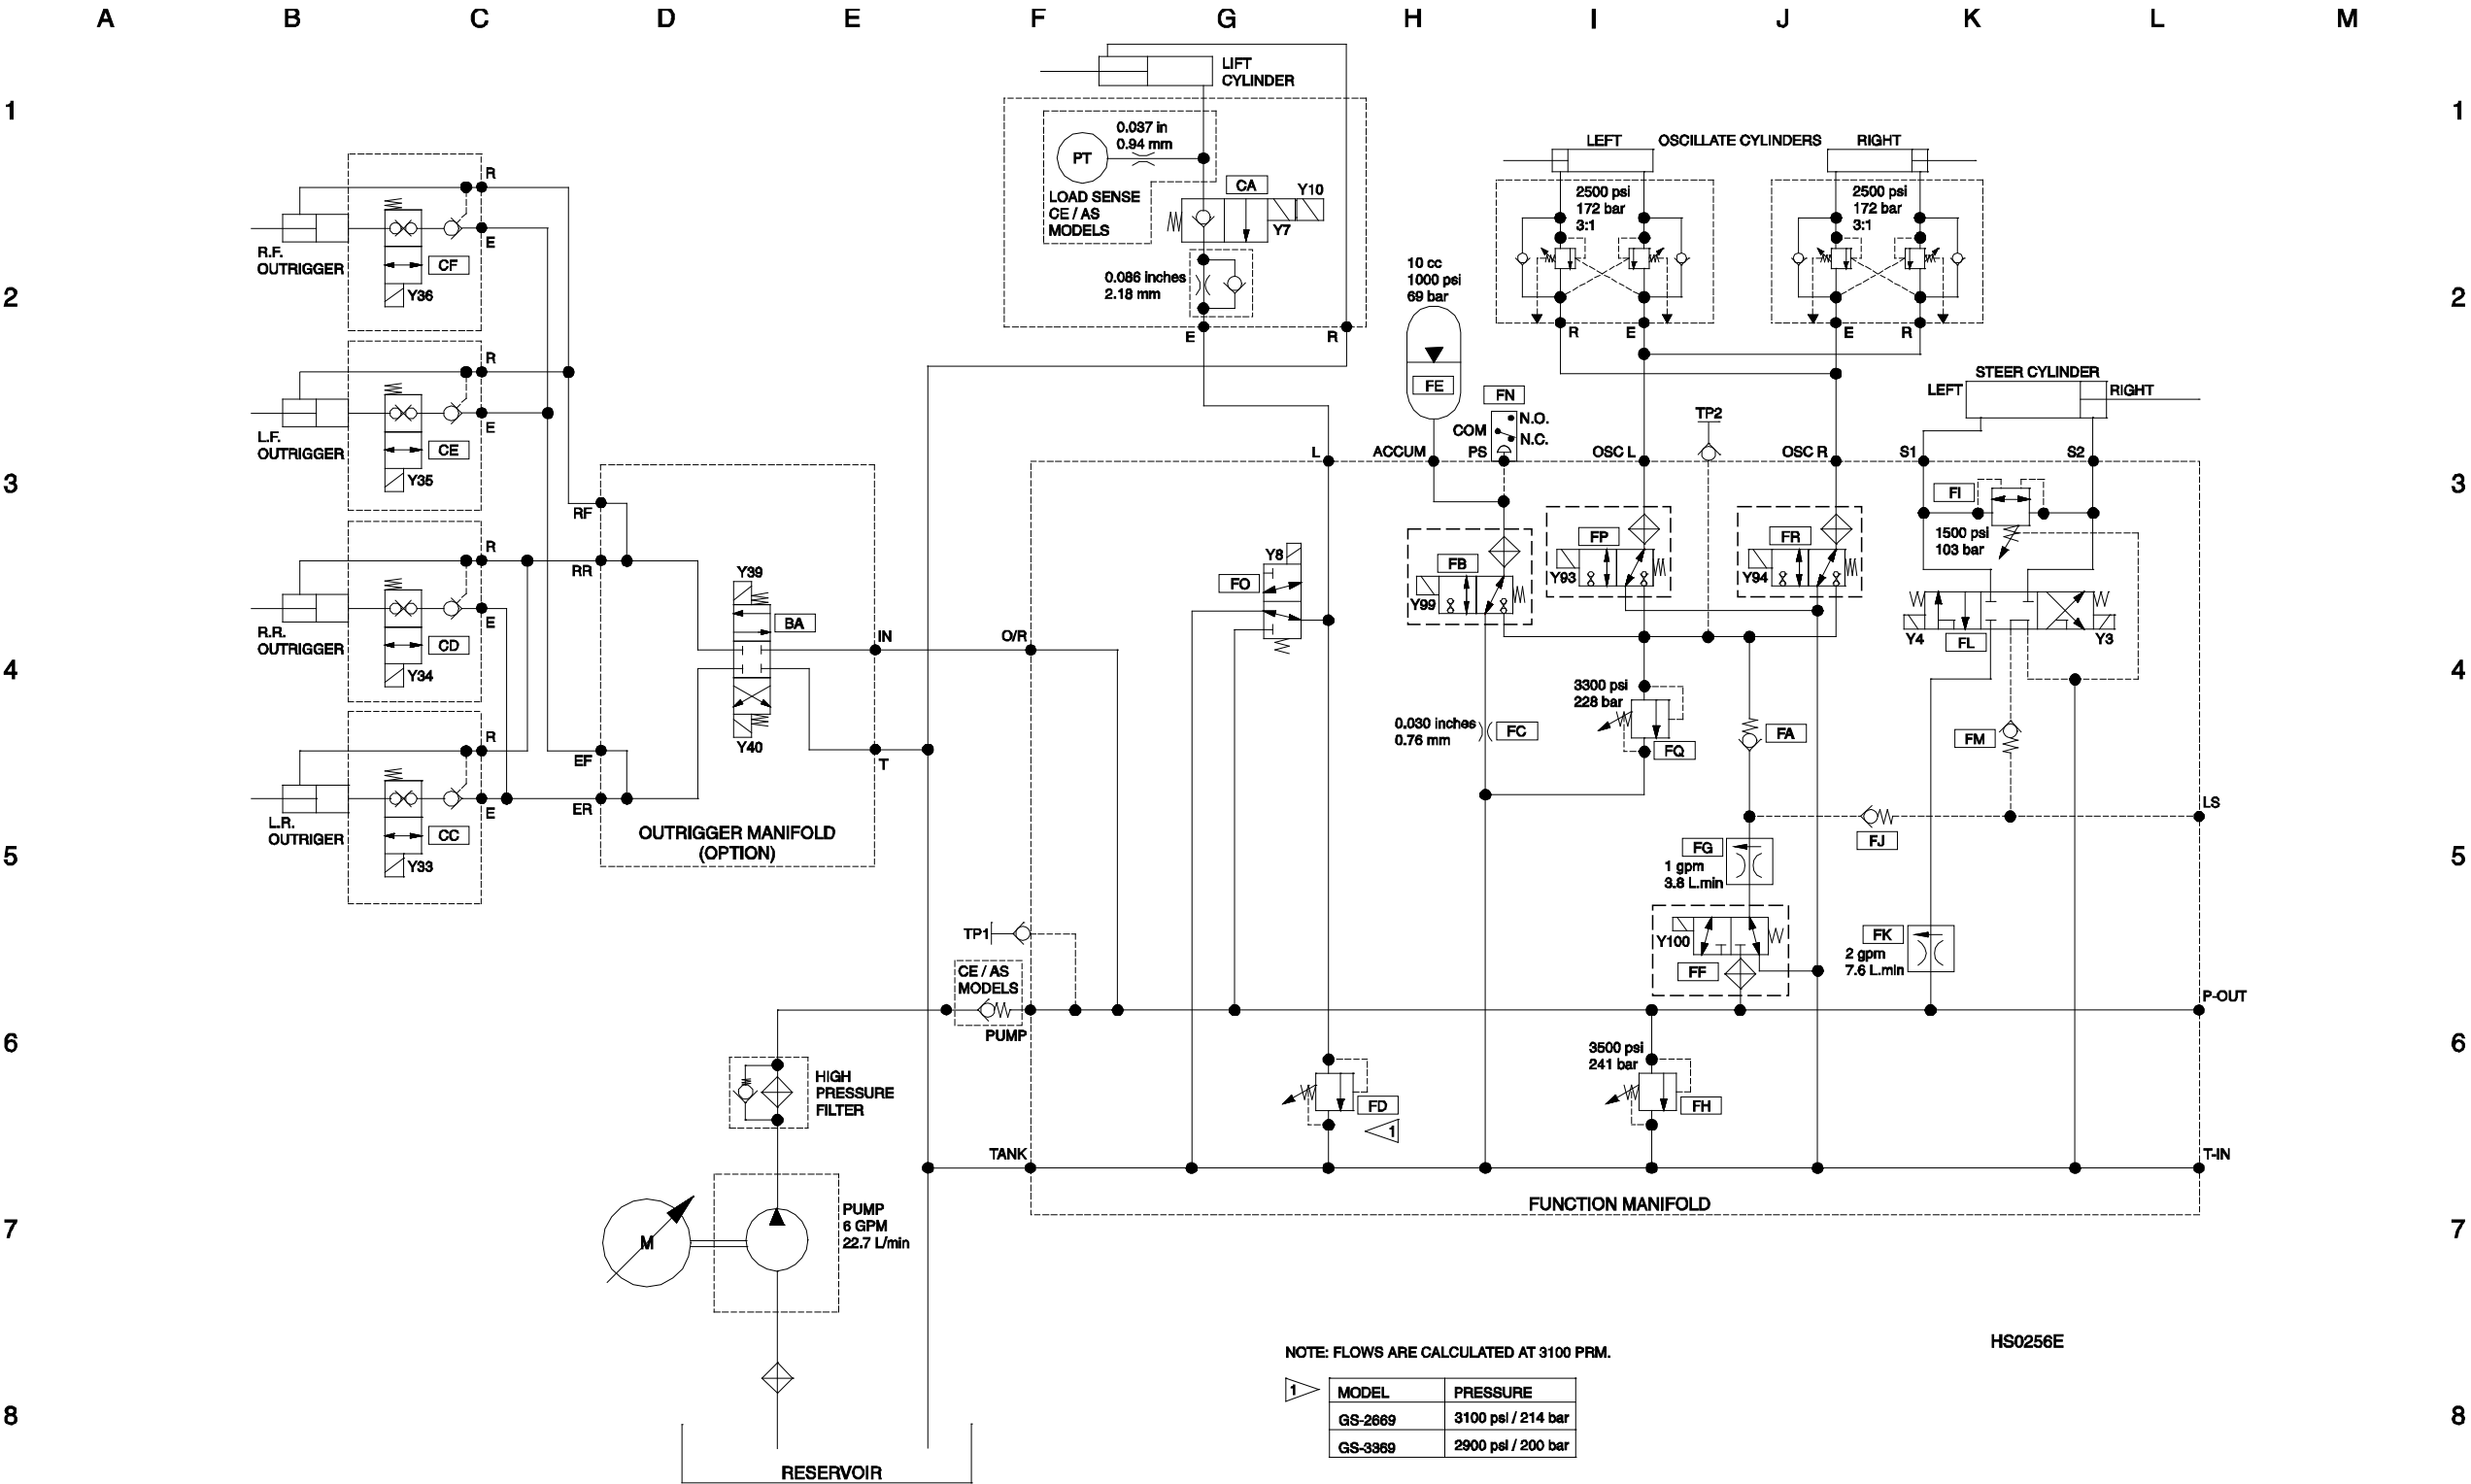 A B C D E F G H I J K L M
1
1
2
2
3
3
4
4
5
5
6
6
7
7
8
8
LIFT
CYLINDER
0.037 in
0.94 mm
PT
LOAD SENSE
CE / AS
MODELS
CA
Y10
Y7
0.086 inches
2.18 mm
E
R
LEFT
OSCILLATE CYLINDERS
RIGHT
2500 psi
172 bar
3:1
2500 psi
172 bar
3:1
R
E
E
R
R
E
R.F.
OUTRIGGER
CF
Y36
R
E
L.F.
OUTRIGGER
CE
Y35
R
E
R.R.
OUTRIGGER
CD
Y34
R
E
L.R.
OUTRIGER
CC
Y33
RF
RR
EF
ER
Y39
BA
Y40
IN
T
OUTRIGGER MANIFOLD
(OPTION)
10 cc
1000 psi
69 bar
FE
FN
N.O.
COM
N.C.
PS
L
ACCUM
OSC L
TP2
OSC R
STEER CYLINDER
LEFT
RIGHT
S1
S2
FI
1500 psi
103 bar
O/R
Y8
FO
FB
Y99
FP
Y93
FR
Y94
Y4
FL
Y3
3300 psi
228 bar
FQ
0.030 inches
0.76 mm
FC
FA
FM
LS
FJ
FG
1 gpm
3.8 L.min
Y100
FF
FK
2 gpm
7.6 L.min
TP1
CE / AS
MODELS
PUMP
P-OUT
HIGH
PRESSURE
FILTER
FD
1
3500 psi
241 bar
FH
TANK
T-IN
FUNCTION MANIFOLD
M
PUMP
6 GPM
22.7 L/min
RESERVOIR
HS0256E
NOTE: FLOWS ARE CALCULATED AT 3100 PRM.
1
MODEL PRESSURE
GS-2669 3100 psi / 214 bar
GS-3369 2900 psi / 200 bar